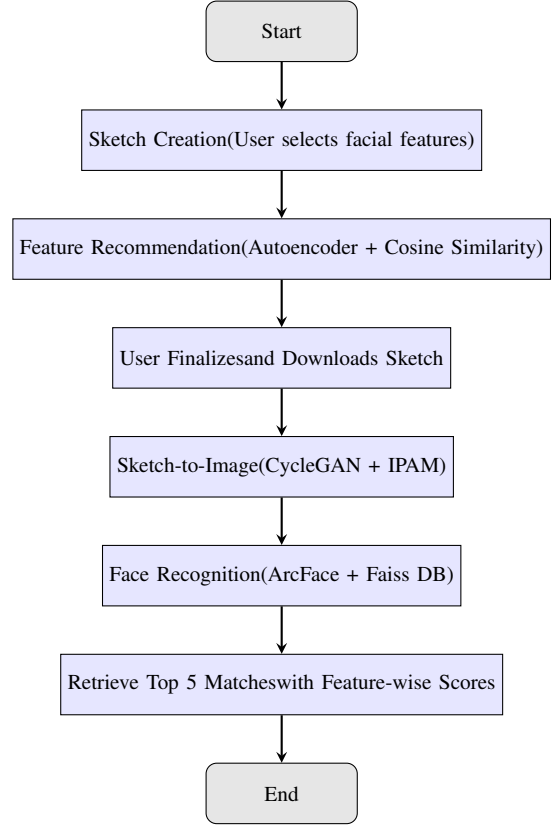 Start
Sketch Creation(User selects facial features)
Feature Recommendation(Autoencoder + Cosine Similarity)
User Finalizesand Downloads Sketch
Sketch-to-Image(CycleGAN + IPAM)
Face Recognition(ArcFace + Faiss DB)
Retrieve Top 5 Matcheswith Feature-wise Scores
End